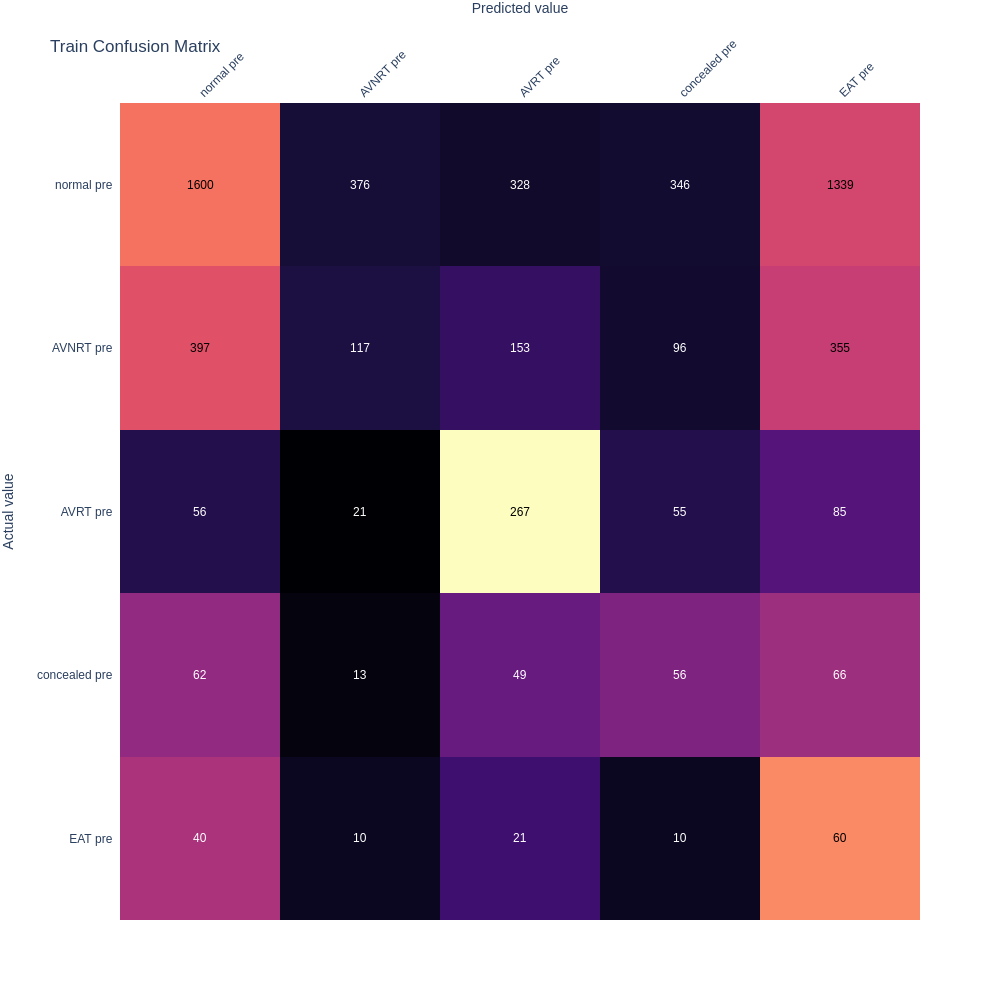 Predicted value
Train Confusion Matrix
normal pre AVNRT pre AVRT pre concealed pre EAT pre
normal pre 1600 376 328 346 1339
AVNRT pre 397 117 153 96 355
Actual value
AVRT pre 56 21 267 55 85
concealed pre 62 13 49 56 66
EAT pre 40 10 21 10 60